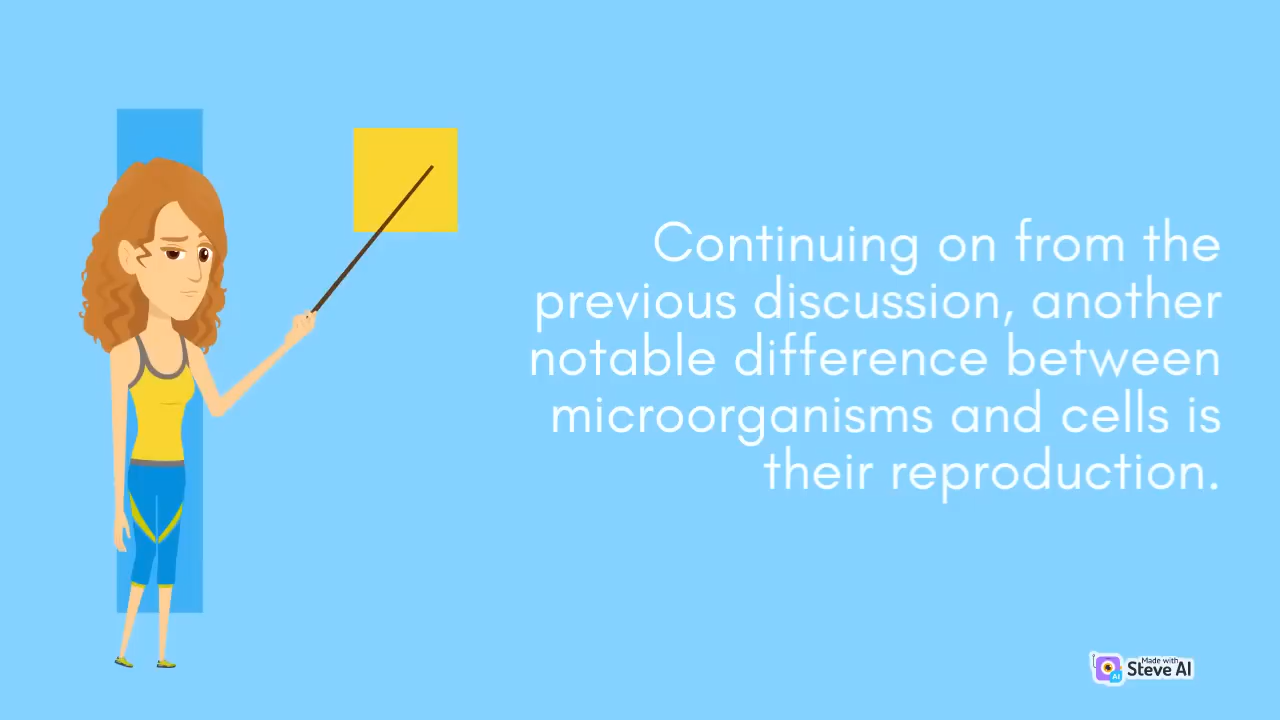 Continuing on from the
previous discussion, another
notable difference between
microorganisms and cells is
their reproduction.
Made with
Steve AI
AI